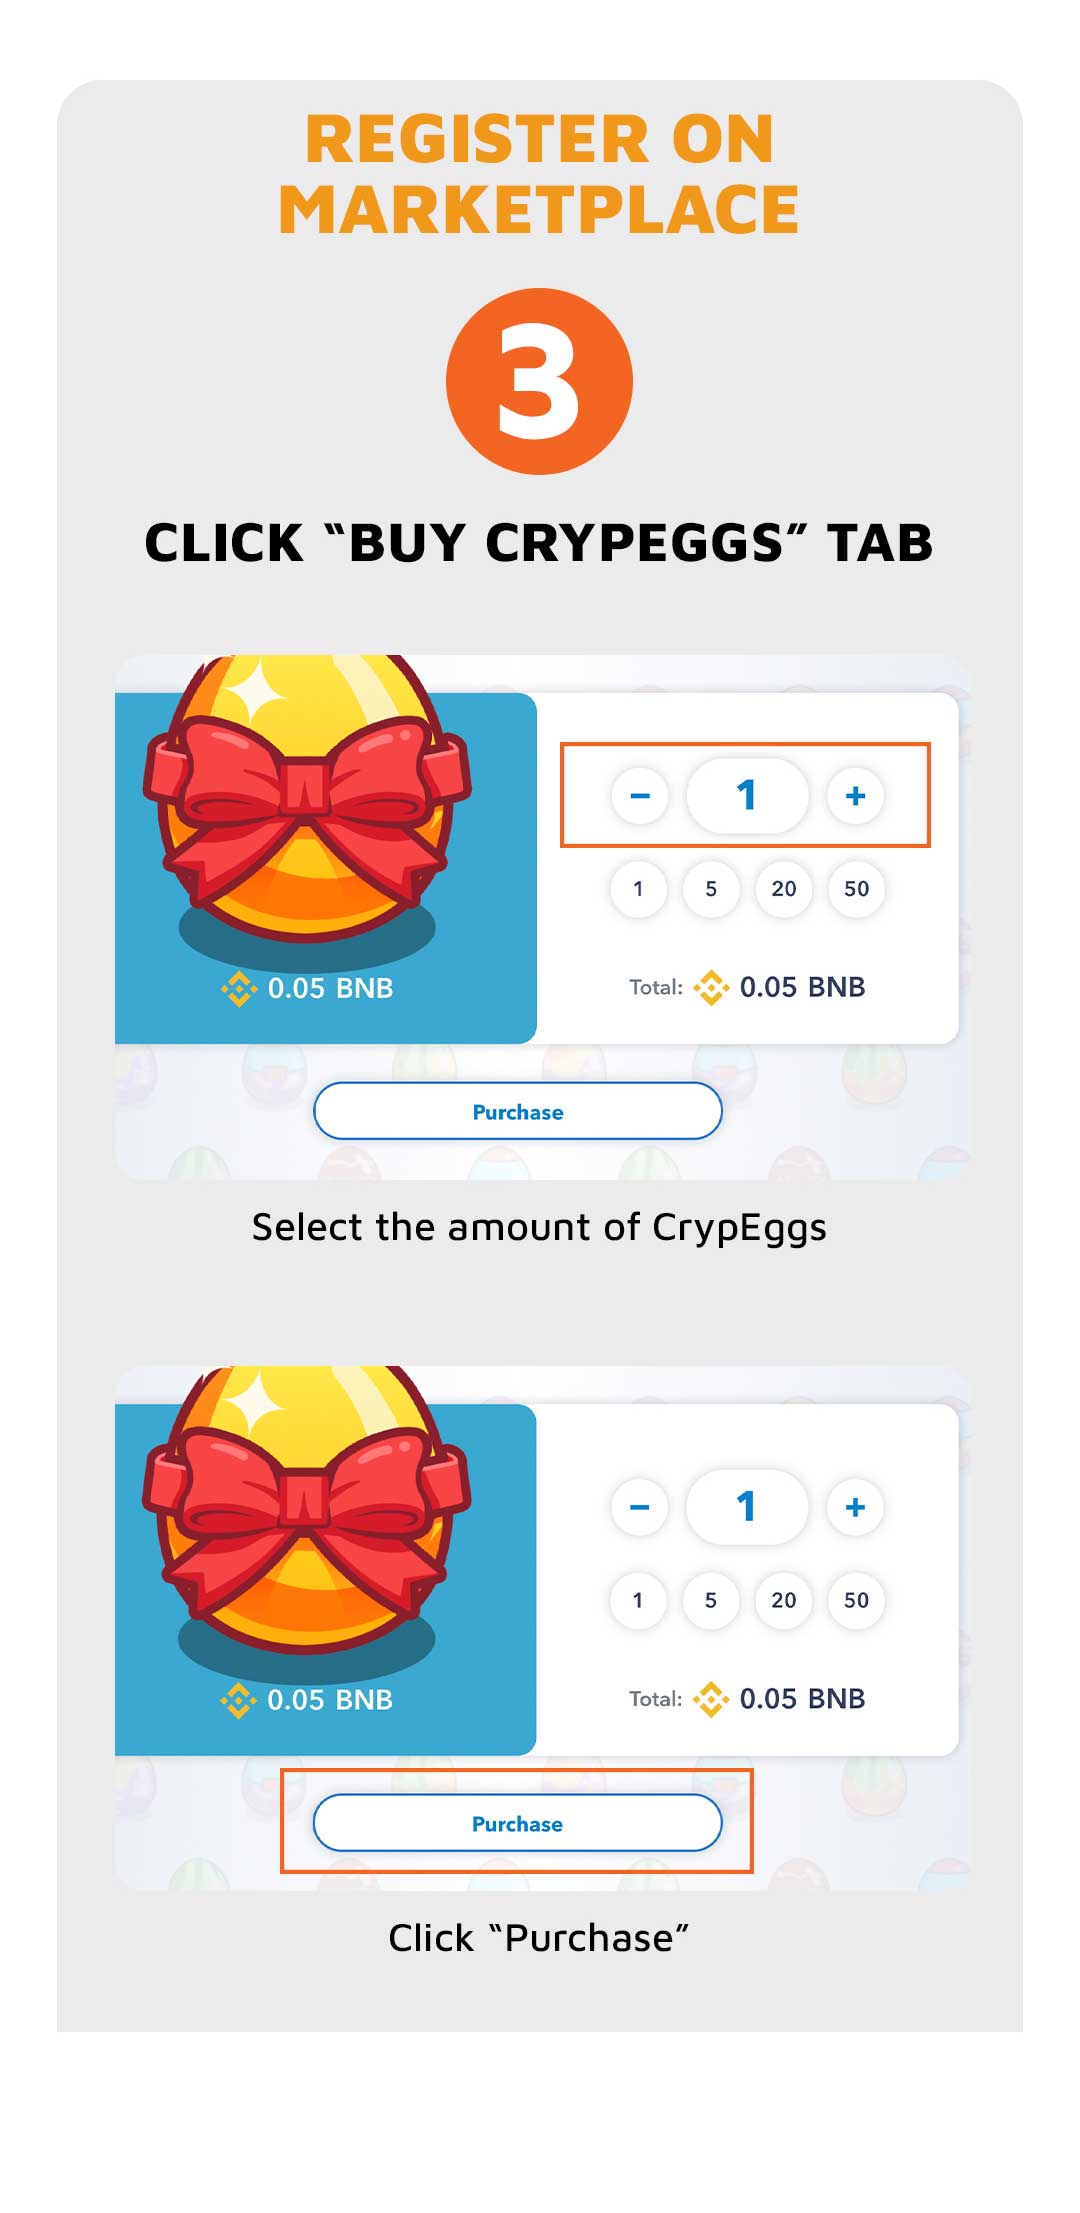 REGISTER ON
MARKETPLACE
3
CLICK “BUY CRYPEGGS” TAB
− 1 +
1 5 20 50
0.05 BNB
Total: 0.05 BNB
Purchase
Select the amount of CrypEggs
− 1 +
1 5 20 50
0.05 BNB
Total: 0.05 BNB
Purchase
Click “Purchase”